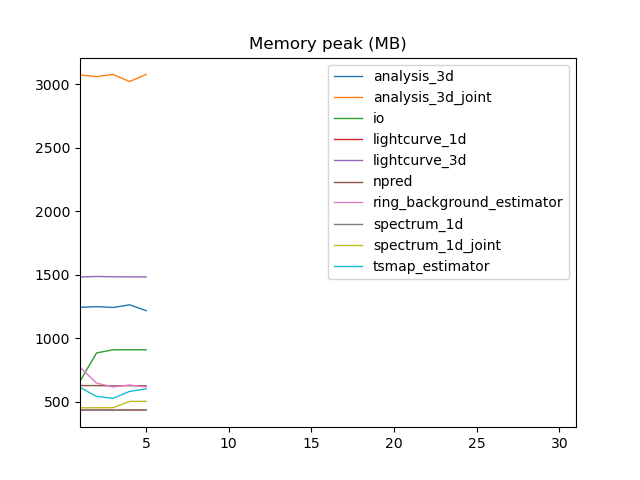 Memory peak (MB)
3000
2500
2000
1500
1000
500
5
10
15
20
25
30
analysis_3d
analysis_3d_joint
io
lightcurve_1d
lightcurve_3d
npred
ring_background_estimator
spectrum_1d
spectrum_1d_joint
tsmap_estimator